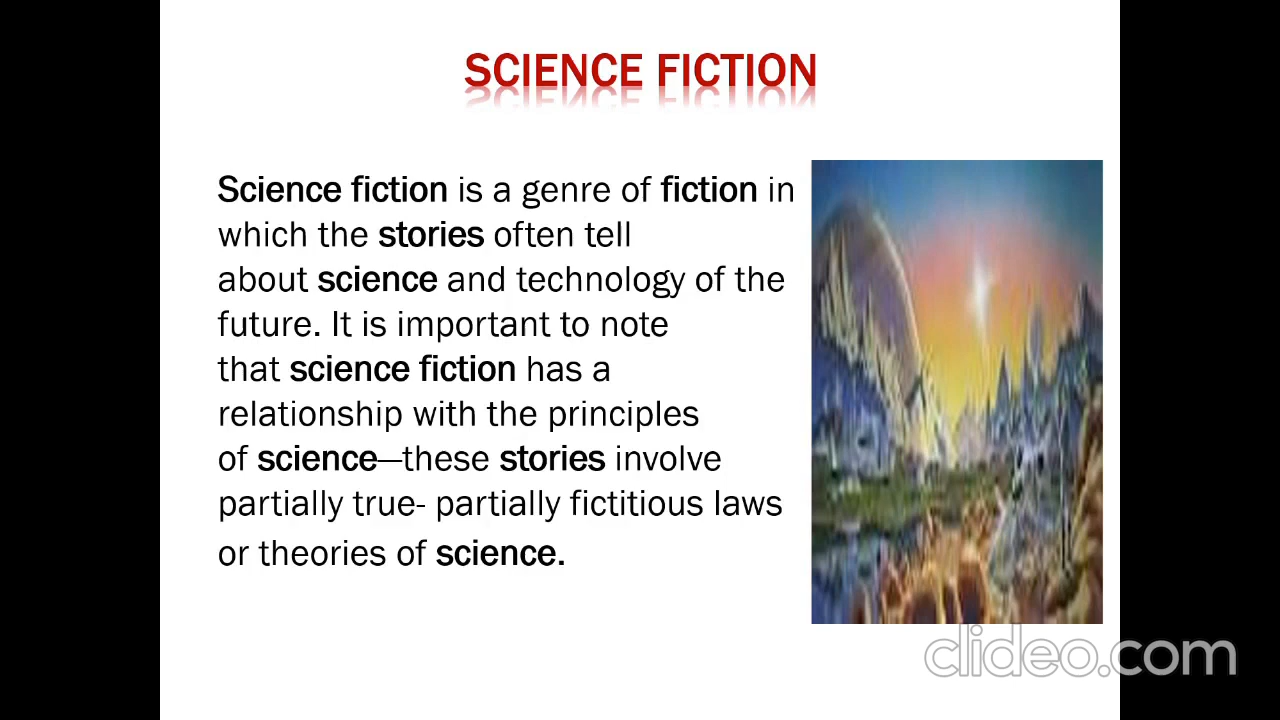 SCIENCE FICTION
Science fiction is a genre of fiction in
which the stories often tell
about science and technology of the
future. It is important to note
that science fiction has a
relationship with the principles
of science—these stories involve
partially true- partially fictitious laws
or theories of science.
clideo.com